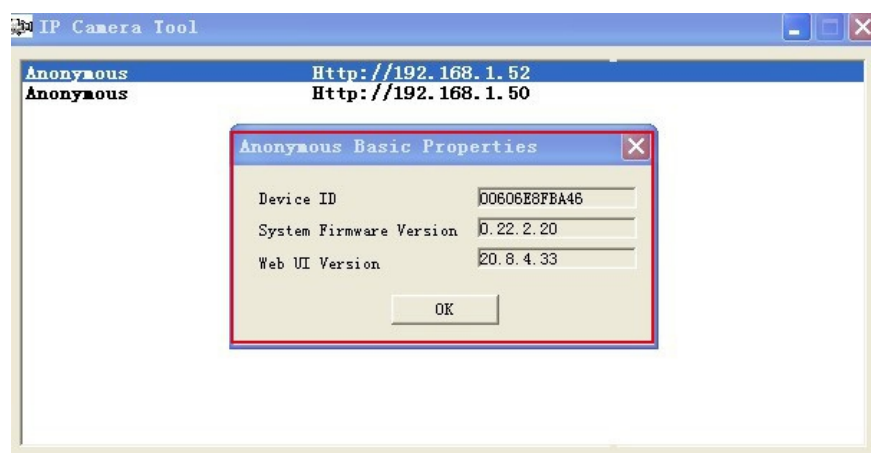 IP Camera Tool
Anonymous Http://192.168.1.52
Anonymous Http://192.168.1.50
Anonymous Basic Properties
Device ID 00606E8FBA46
System Firmware Version 0.22.2.20
Web UI Version 20.8.4.33
OK